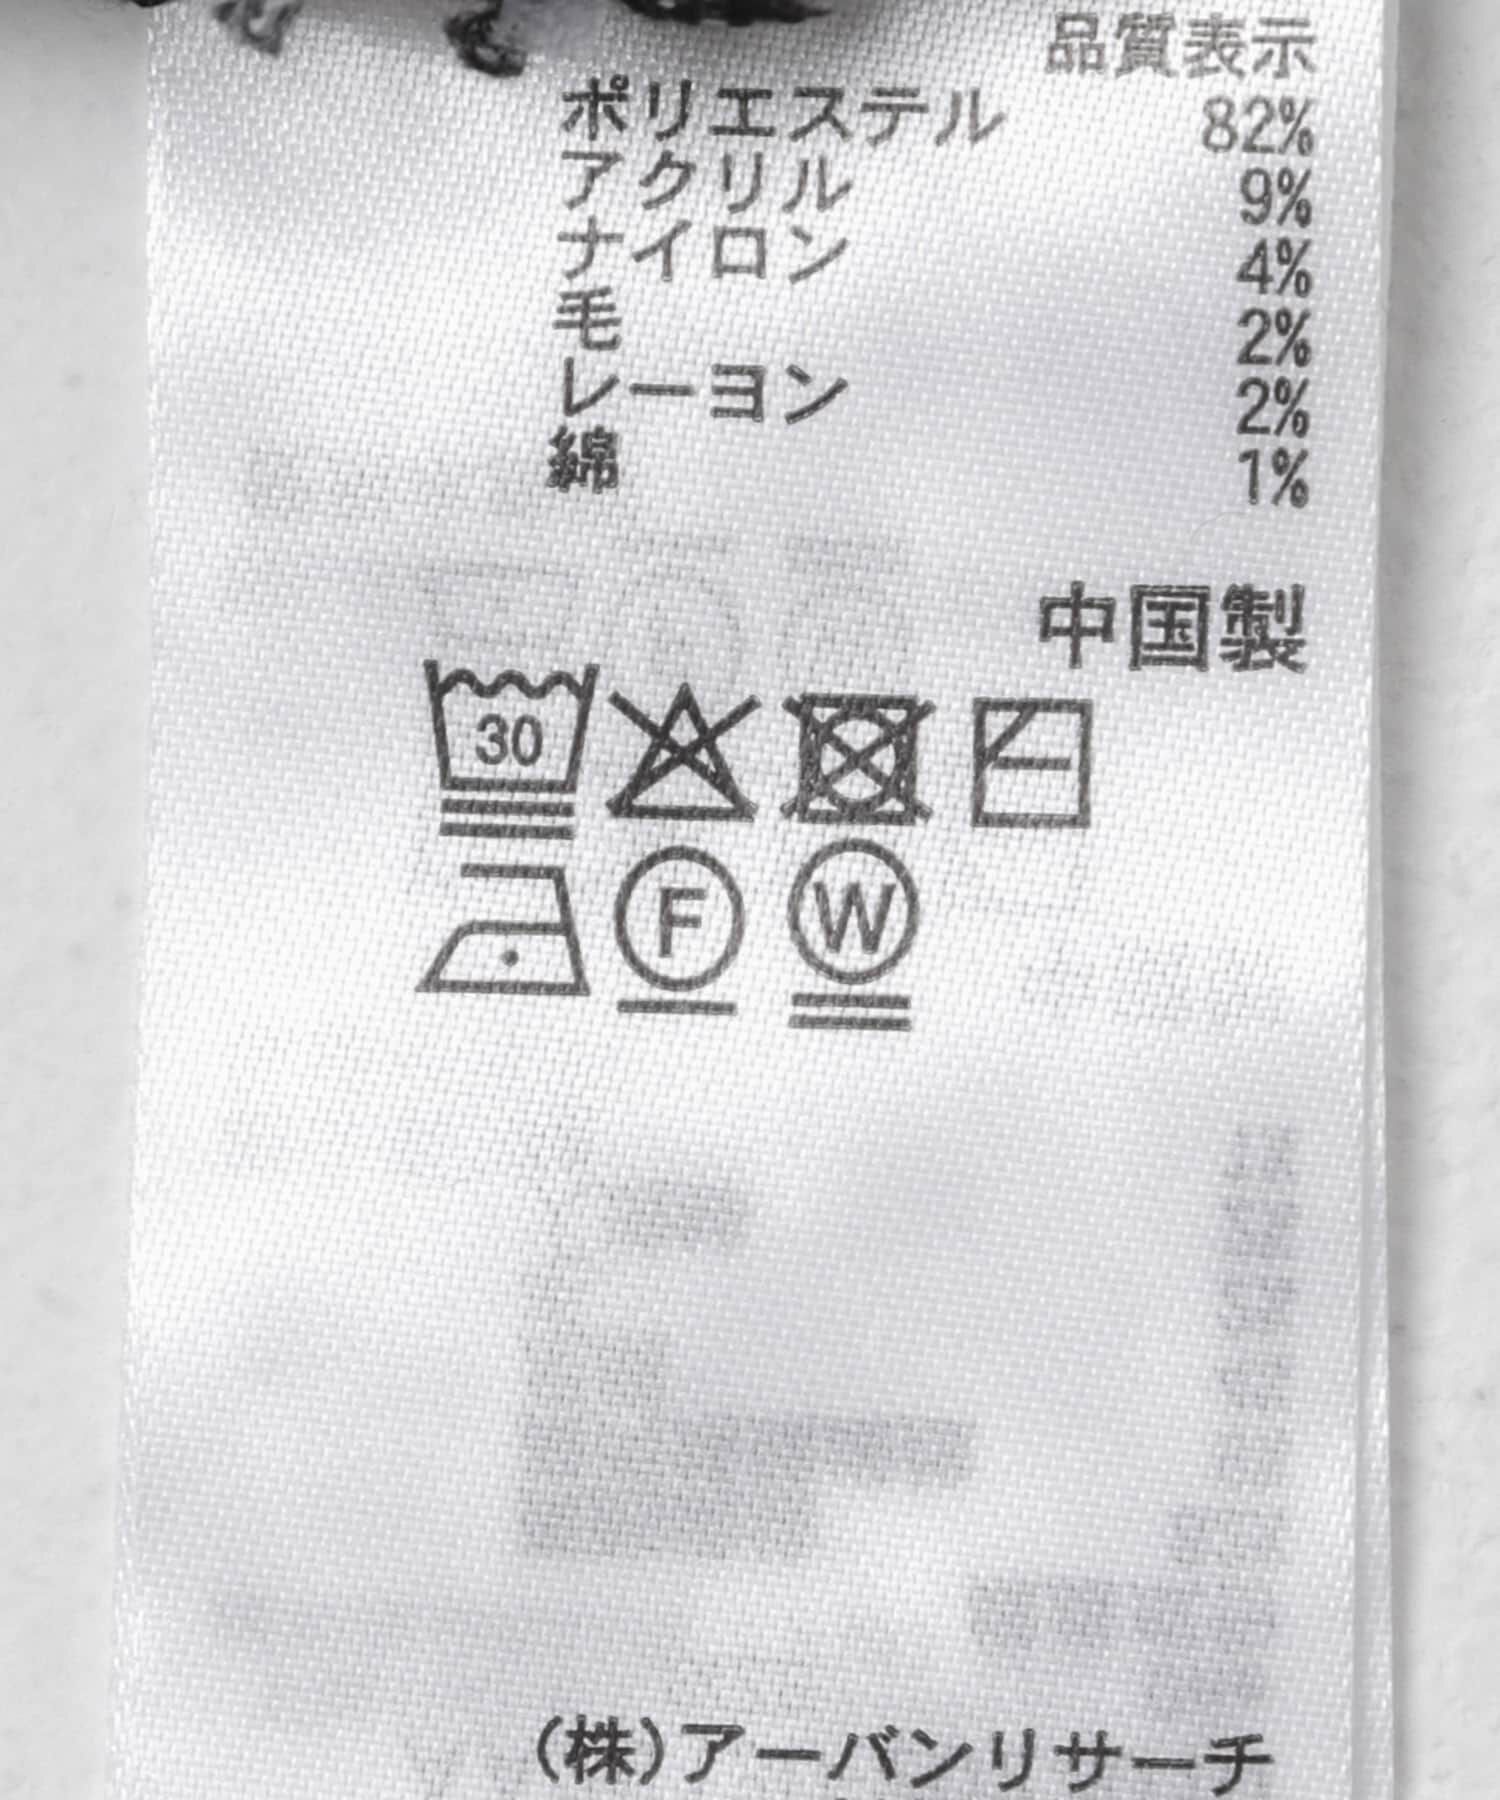 品質表示
ポリエステル 82%
アクリル 9%
ナイロン 4%
毛 2%
レーヨン 2%
綿 1%
中国製
30
F W
(株)アーバンリサーチ